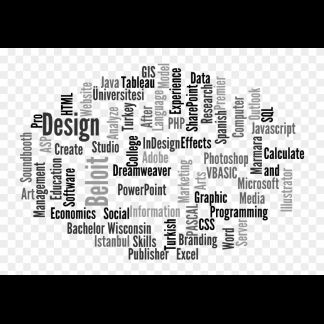 GIS
Model
Java Tableau
Experience
SharePoint
Data
Website
Üniversitesi
Language
Research
Premier
Outlook
HTML
Analyze
Turkey
After
PHP
Spanish
Computer
SQL
Pro
Design
Javascript
Soundbooth
ASP
Create
Studio
College
InDesign
Effects
Marmara
Calculate
Adobe
Photoshop
Art
Management
Education
Software
Beloit
Dreamweaver
VBASIC
and
PowerPoint
Marketing
Arts
Microsoft
Illustrator
Graphic
Media
Economics
Social
Information
PASCAL
Programming
Bachelor
Wisconsin
Turkish
CSS
Server
Istanbul
Skills
Branding
Word
Publisher
Excel